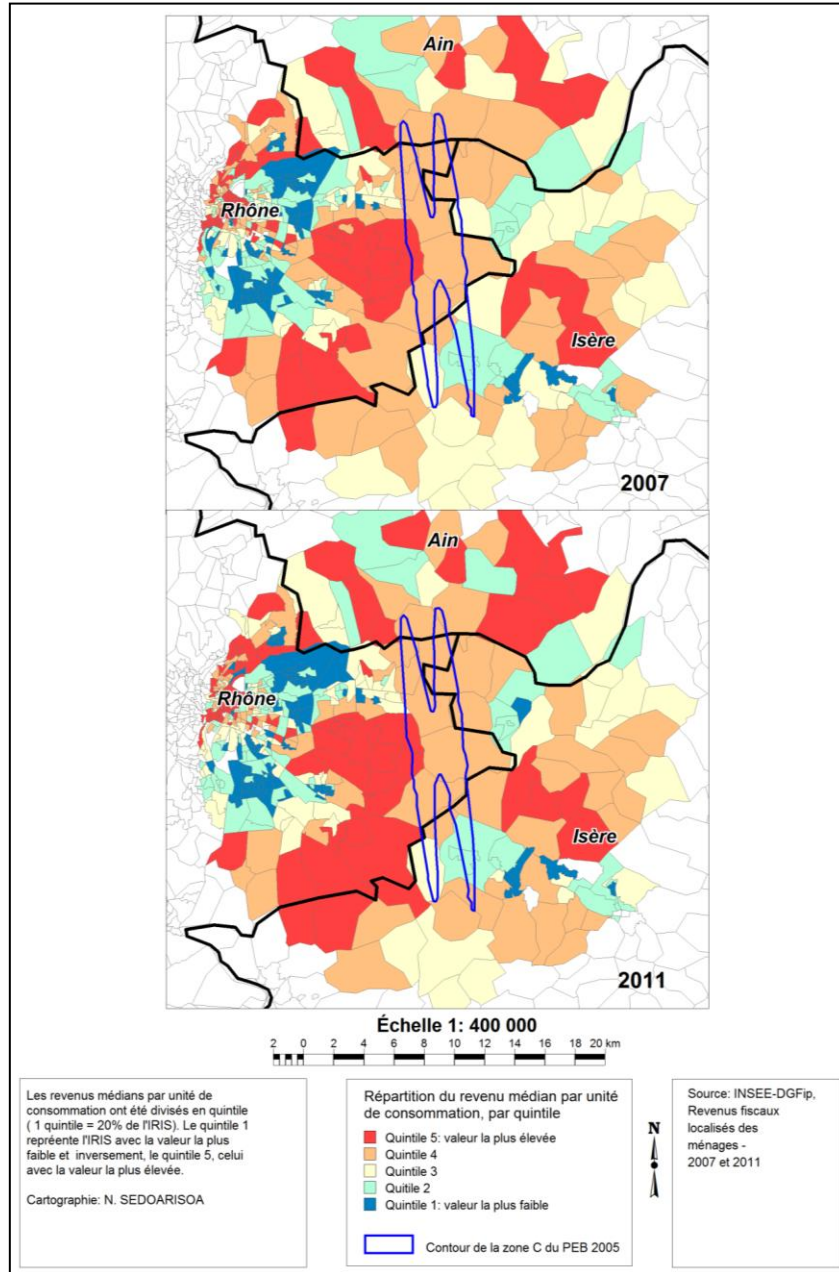 Ain
Rhône
Isère
2007
Ain
Rhône
Isère
2011
Échelle 1: 400 000
2 0 2 4 6 8 10 12 14 16 18 20 km
Les revenus médians par unité de
consommation ont été divisés en quintile
( 1 quintile = 20% de l'IRIS). Le quintile 1
repréente l'IRIS avec la valeur la plus
faible et inversement, le quintile 5, celui
avec la valeur la plus élevée.
Cartographie: N. SEDOARISOA
Répartition du revenu médian par unité
de consommation, par quintile
Quintile 5: valeur la plus élevée
Quintile 4
Quintile 3
Quitile 2
Quintile 1: valeur la plus faible
Contour de la zone C du PEB 2005
N
Source: INSEE-DGFip,
Revenus fiscaux
localisés des
ménages -
2007 et 2011